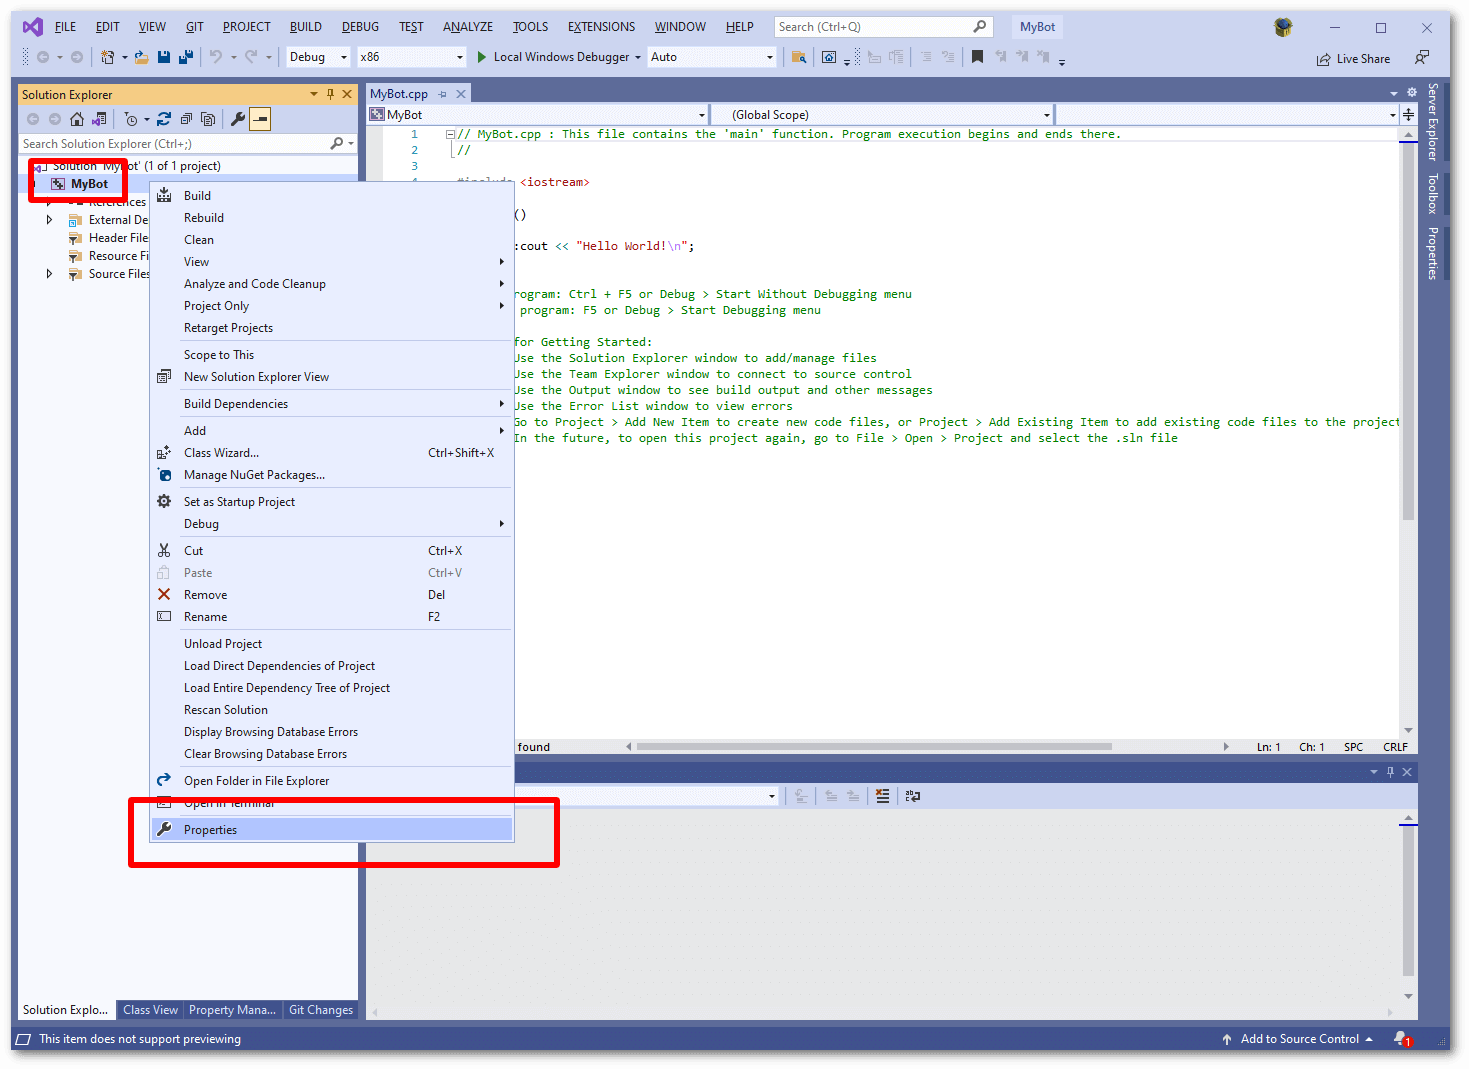 FILE EDIT VIEW GIT PROJECT BUILD DEBUG TEST ANALYZE TOOLS EXTENSIONS WINDOW HELP Search (Ctrl+Q) MyBot
Debug x86 Local Windows Debugger Auto Live Share
Solution Explorer
Search Solution Explorer (Ctrl+;)
Solution 'MyBot' (1 of 1 project)
MyBot
References
External De
Header Files
Resource Fi
Source Files
Build
Rebuild
Clean
View
Analyze and Code Cleanup
Project Only
Retarget Projects
Scope to This
New Solution Explorer View
Build Dependencies
Add
Class Wizard... Ctrl+Shift+X
Manage NuGet Packages...
Set as Startup Project
Debug
Cut Ctrl+X
Paste Ctrl+V
Remove Del
Rename F2
Unload Project
Load Direct Dependencies of Project
Load Entire Dependency Tree of Project
Rescan Solution
Display Browsing Database Errors
Clear Browsing Database Errors
Open Folder in File Explorer
Open in Terminal
Properties
MyBot.cpp
MyBot (Global Scope)
1 // MyBot.cpp : This file contains the 'main' function. Program execution begins and ends there.
2 //
3
4 #include <iostream>
()
:cout << "Hello World!\n";
rogram: Ctrl + F5 or Debug > Start Without Debugging menu
program: F5 or Debug > Start Debugging menu
for Getting Started:
Use the Solution Explorer window to add/manage files
Use the Team Explorer window to connect to source control
Use the Output window to see build output and other messages
Use the Error List window to view errors
Go to Project > Add New Item to create new code files, or Project > Add Existing Item to add existing code files to the project
In the future, to open this project again, go to File > Open > Project and select the .sln file
found Ln: 1 Ch: 1 SPC CRLF
Server Explorer
Toolbox
Properties
Solution Explo... Class View Property Mana... Git Changes
This item does not support previewing Add to Source Control 1